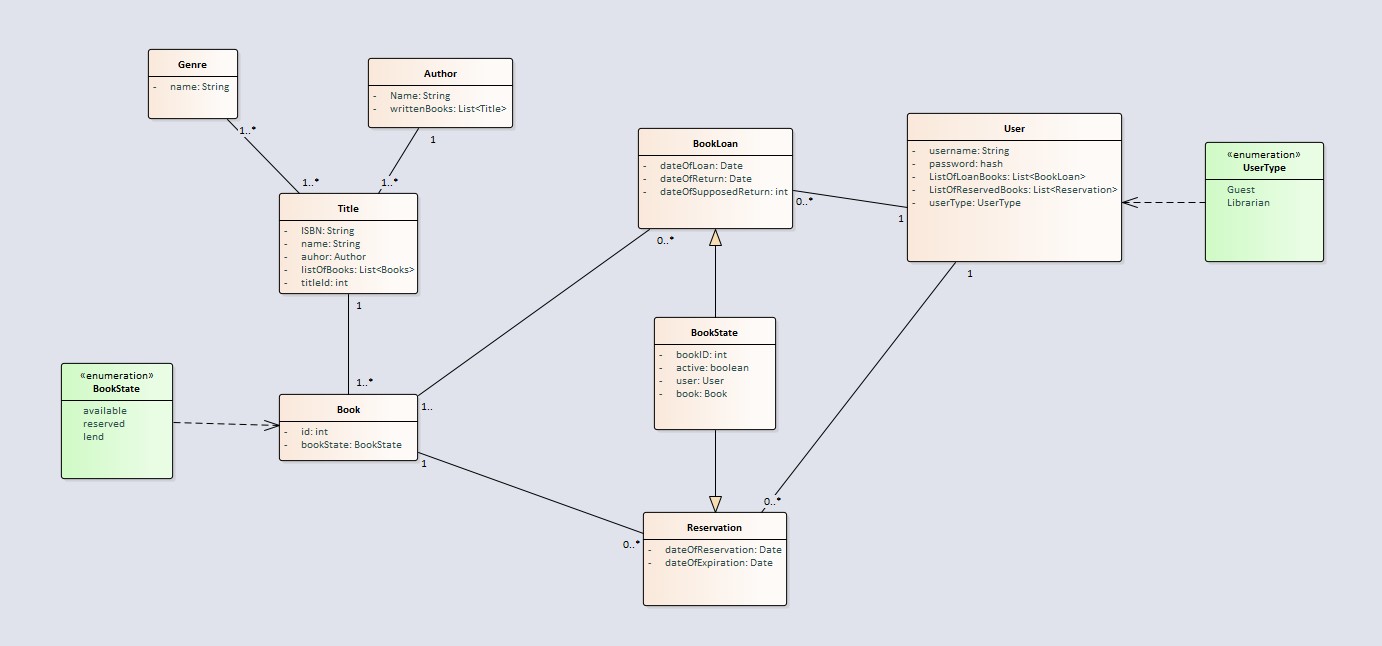 Genre
- name: String
Author
- Name: String
- writtenBooks: List<Title>
1..*
1
1..*
1..*
Title
- ISBN: String
- name: String
- auhor: Author
- listOfBooks: List<Books>
- titleId: int
1
1..*
«enumeration»
BookState
available
reserved
lend
Book
- id: int
- bookState: BookState
1..
1
BookLoan
- dateOfLoan: Date
- dateOfReturn: Date
- dateOfSupposedReturn: int
0..*
0..*
1
User
- username: String
- password: hash
- ListOfLoanBooks: List<BookLoan>
- ListOfReservedBooks: List<Reservation>
- userType: UserType
1
«enumeration»
UserType
Guest
Librarian
BookState
- bookID: int
- active: boolean
- user: User
- book: Book
0..*
0..*
Reservation
- dateOfReservation: Date
- dateOfExpiration: Date